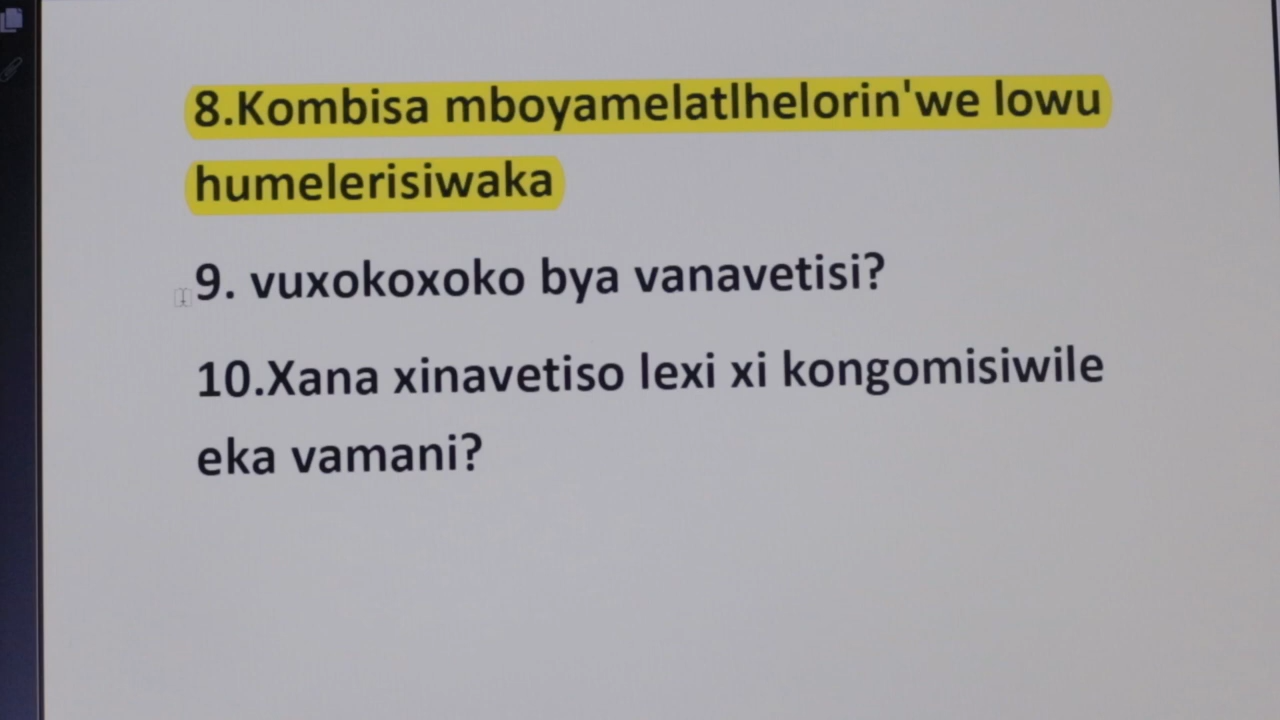 8.Kombisa mboyamelatlhelorin'we lowu
humelerisiwaka
9. vuxokoxoko bya vanavetisi?
10.Xana xinavetiso lexi xi kongomisiwile
eka vamani?